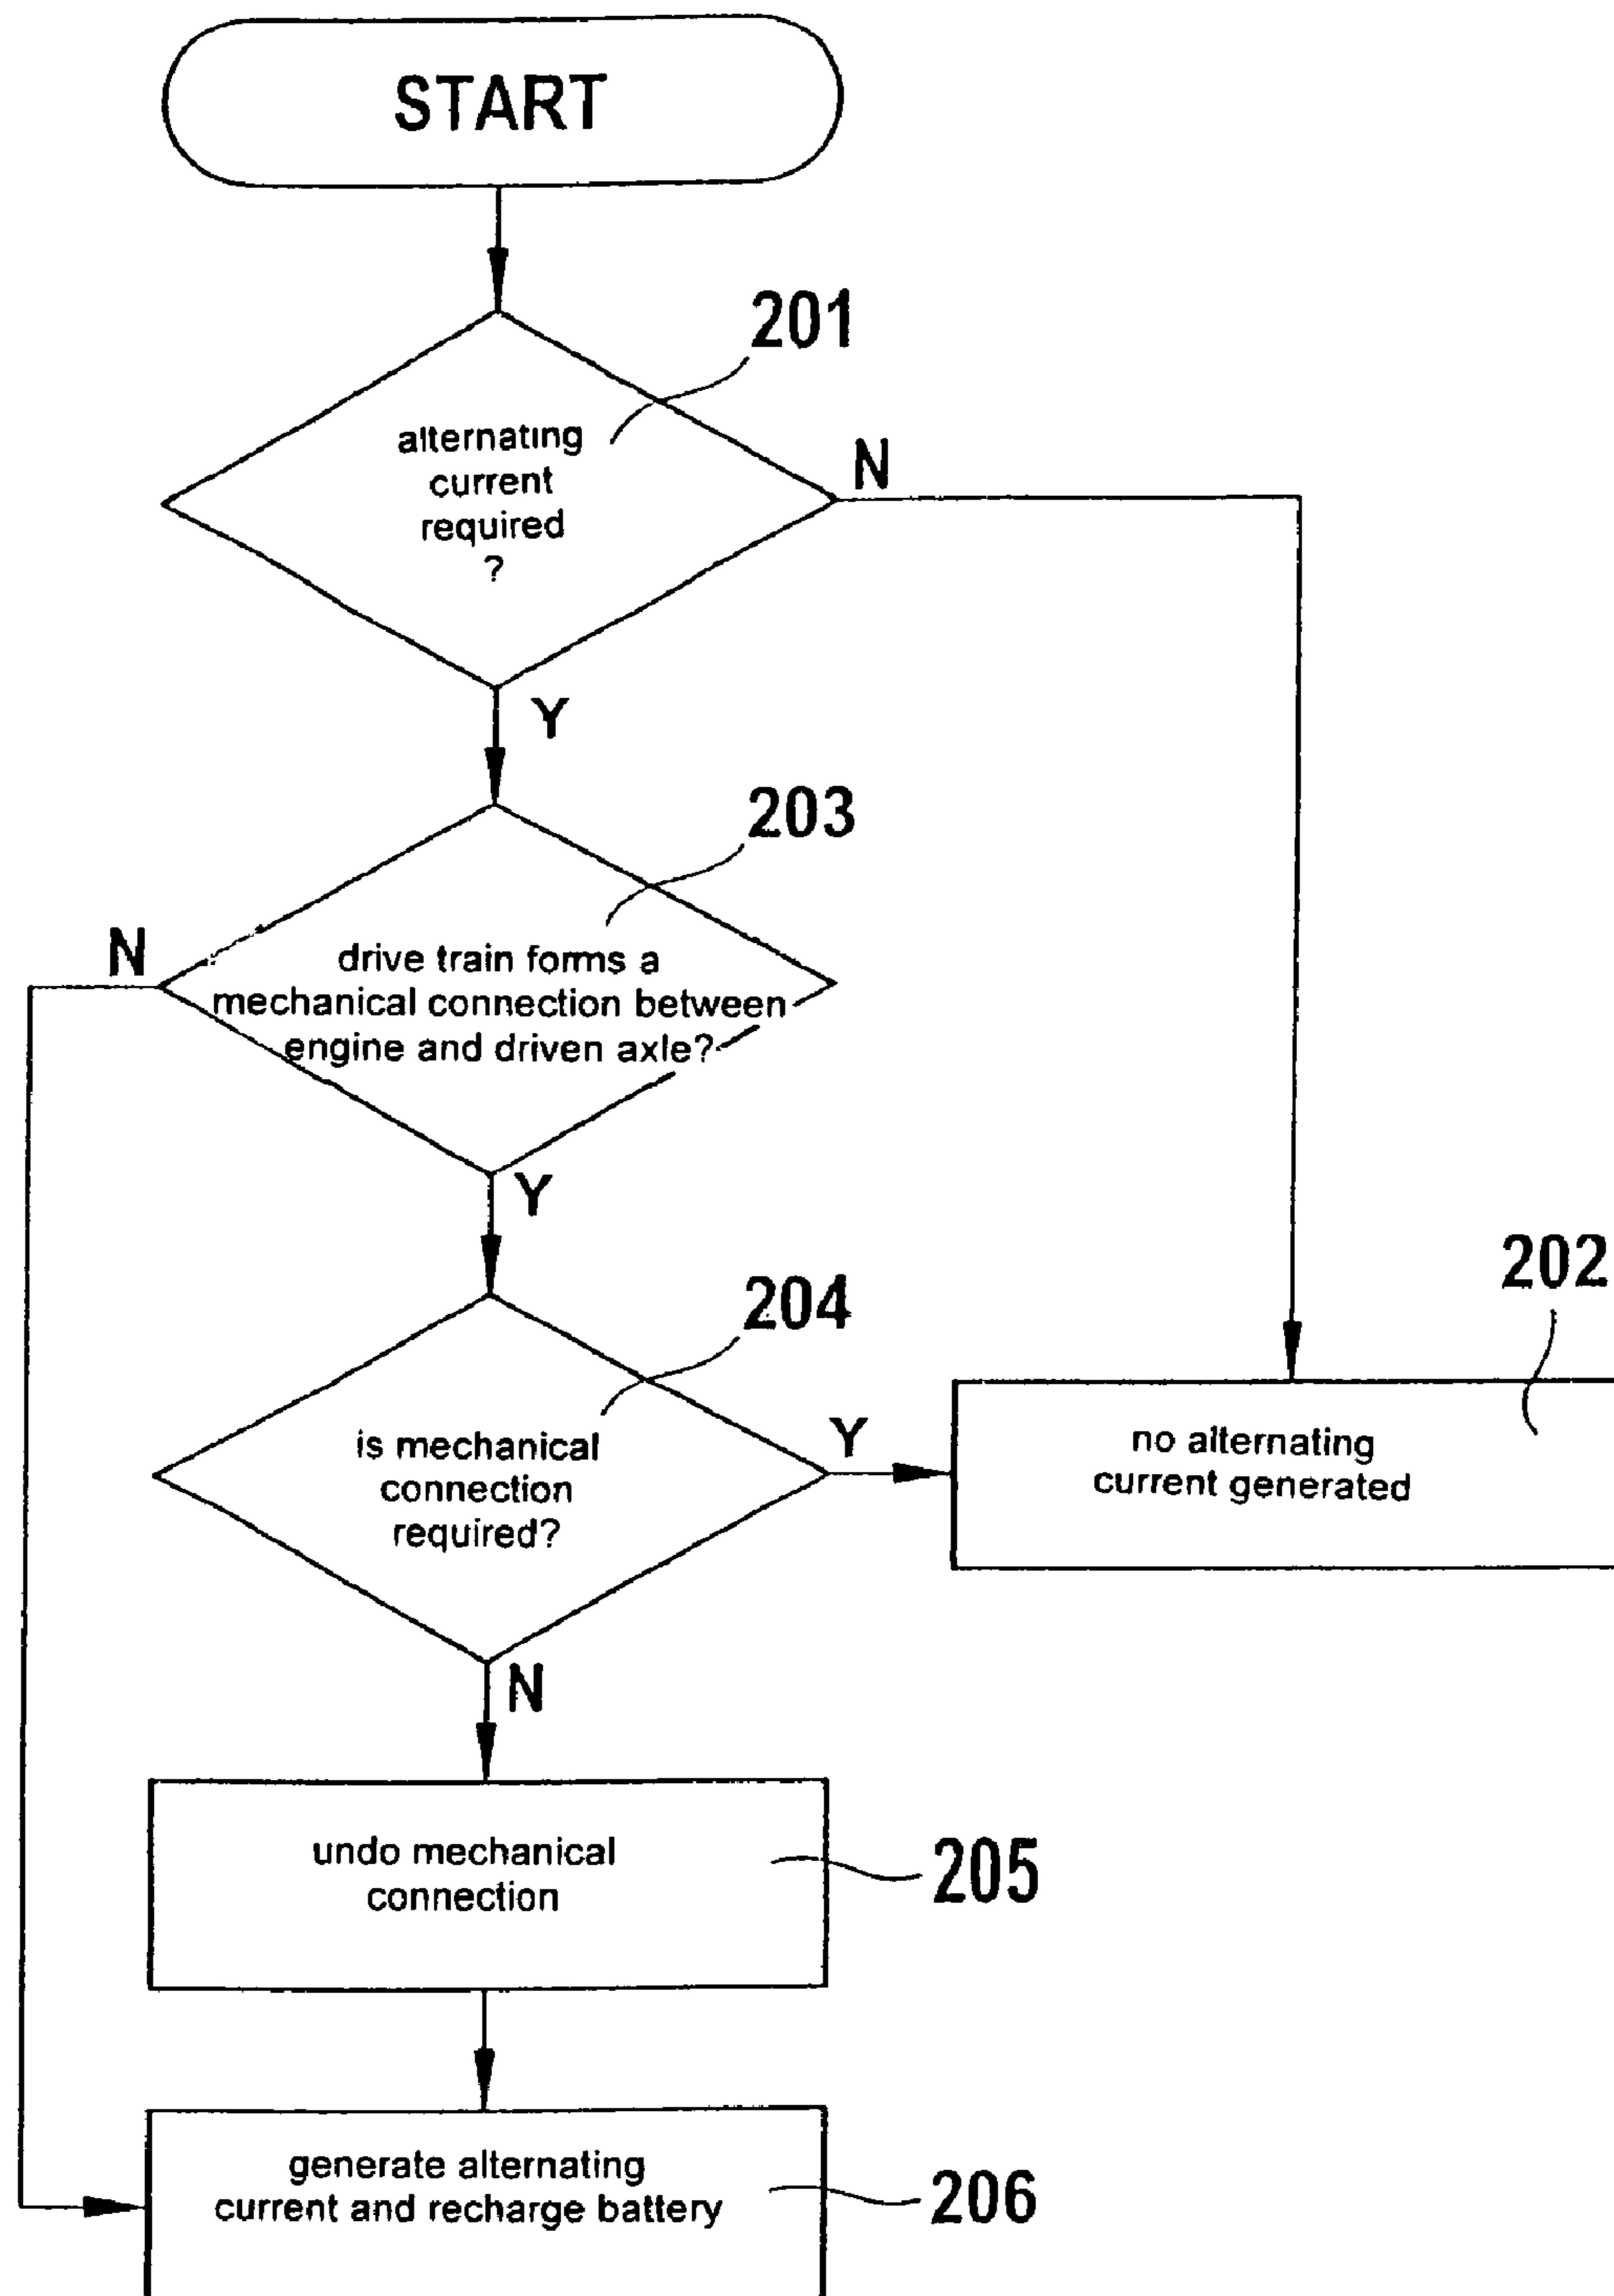 START
201
alternating
current
required
?
N
Y
203
N
drive train forms a
mechanical connection between
engine and driven axle?
Y
204
202
is mechanical
connection
required?
Y
no alternating
current generated
N
undo mechanical
connection
205
generate alternating
current and recharge battery
206